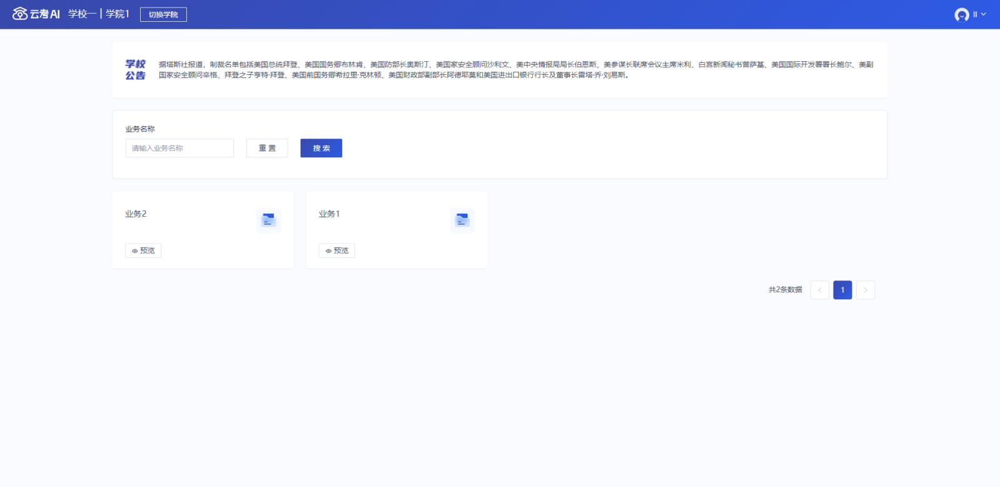 云考AI 学校一 | 学院1 切换学院 ll
学校
公告
据塔斯社报道，制裁名单包括美国总统拜登、美国国务卿布林肯、美国防部长奥斯汀、美国家安全顾问沙利文、美中央情报局局长伯恩斯、美参谋长联席会议主席米利、白宫新闻秘书普萨基、美国国际开发署署长鲍尔、美副
国家安全顾问辛格、拜登之子亨特·拜登、美国前国务卿希拉里·克林顿、美国财政部副部长阿德耶莫和美国进出口银行行长及董事长雷塔·乔·刘易斯。
业务名称
请输入业务名称 重 置 搜 索
业务2 业务1
预览 预览
共2条数据 < 1 >